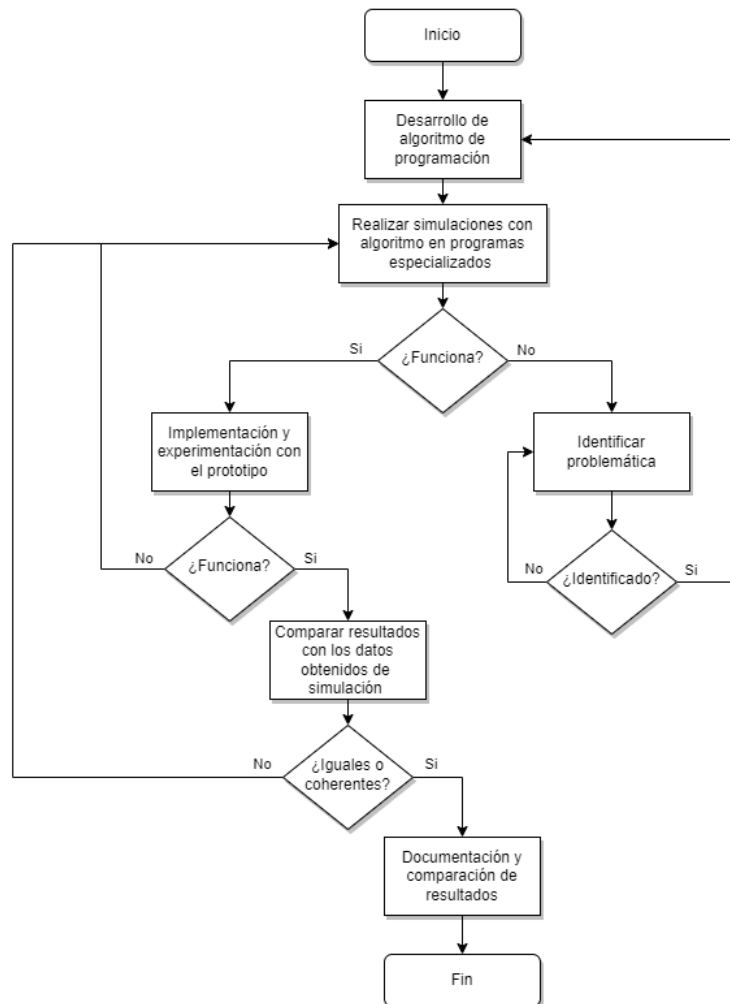 Inicio
Desarrollo de
algoritmo de
programación
Realizar simulaciones con
algoritmo en programas
especializados
Si
¿Funciona?
No
Implementación y
experimentación con
el prototipo
Identificar
problemática
No
¿Funciona?
Si
No
¿Identificado?
Si
Comparar resultados
con los datos
obtenidos de
simulación
No
¿Iguales o
coherentes?
Si
Documentación y
comparación de
resultados
Fin